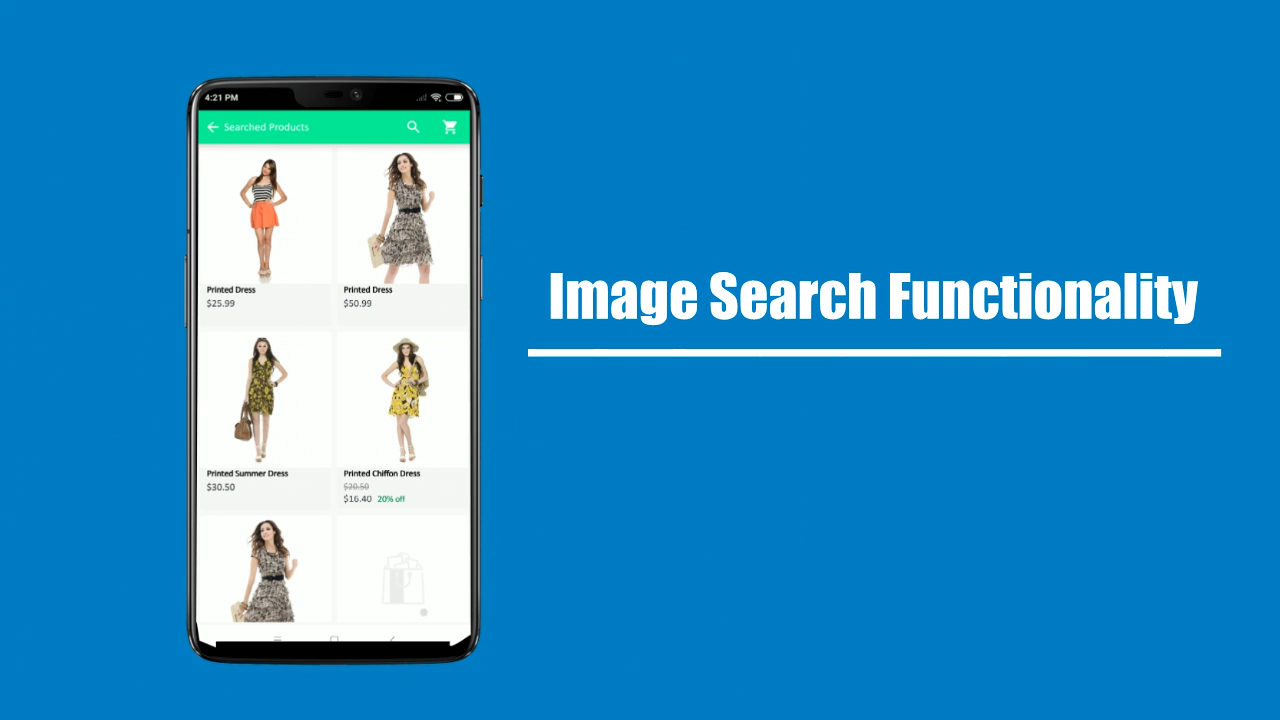 4:21 PM
Searched Products
Image Search Functionality
Printed Dress
$25.99
Printed Dress
$50.99
Printed Summer Dress
$30.50
Printed Chiffon Dress
$20.50
$16.40 20% off